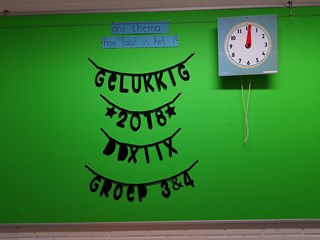 ons thema:
hoe laat is het?
GELUKKIG
★2018★
DDXIIX
GROEP 3&4